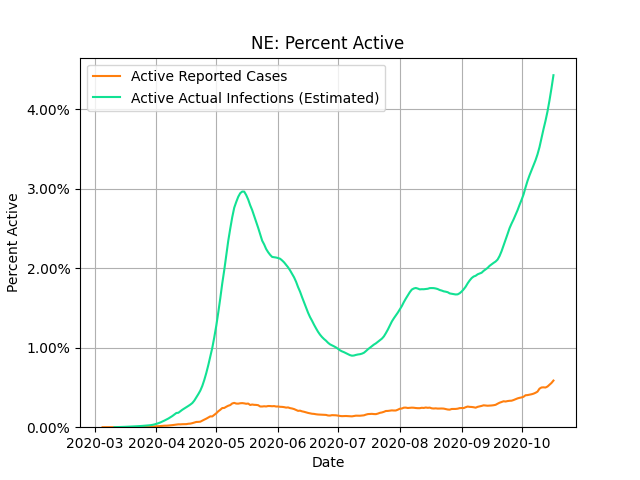 NE: Percent Active
Active Reported Cases
Active Actual Infections (Estimated)
Percent Active
4.00%
3.00%
2.00%
1.00%
0.00%
2020-03 2020-04 2020-05 2020-06 2020-07 2020-08 2020-09 2020-10
Date